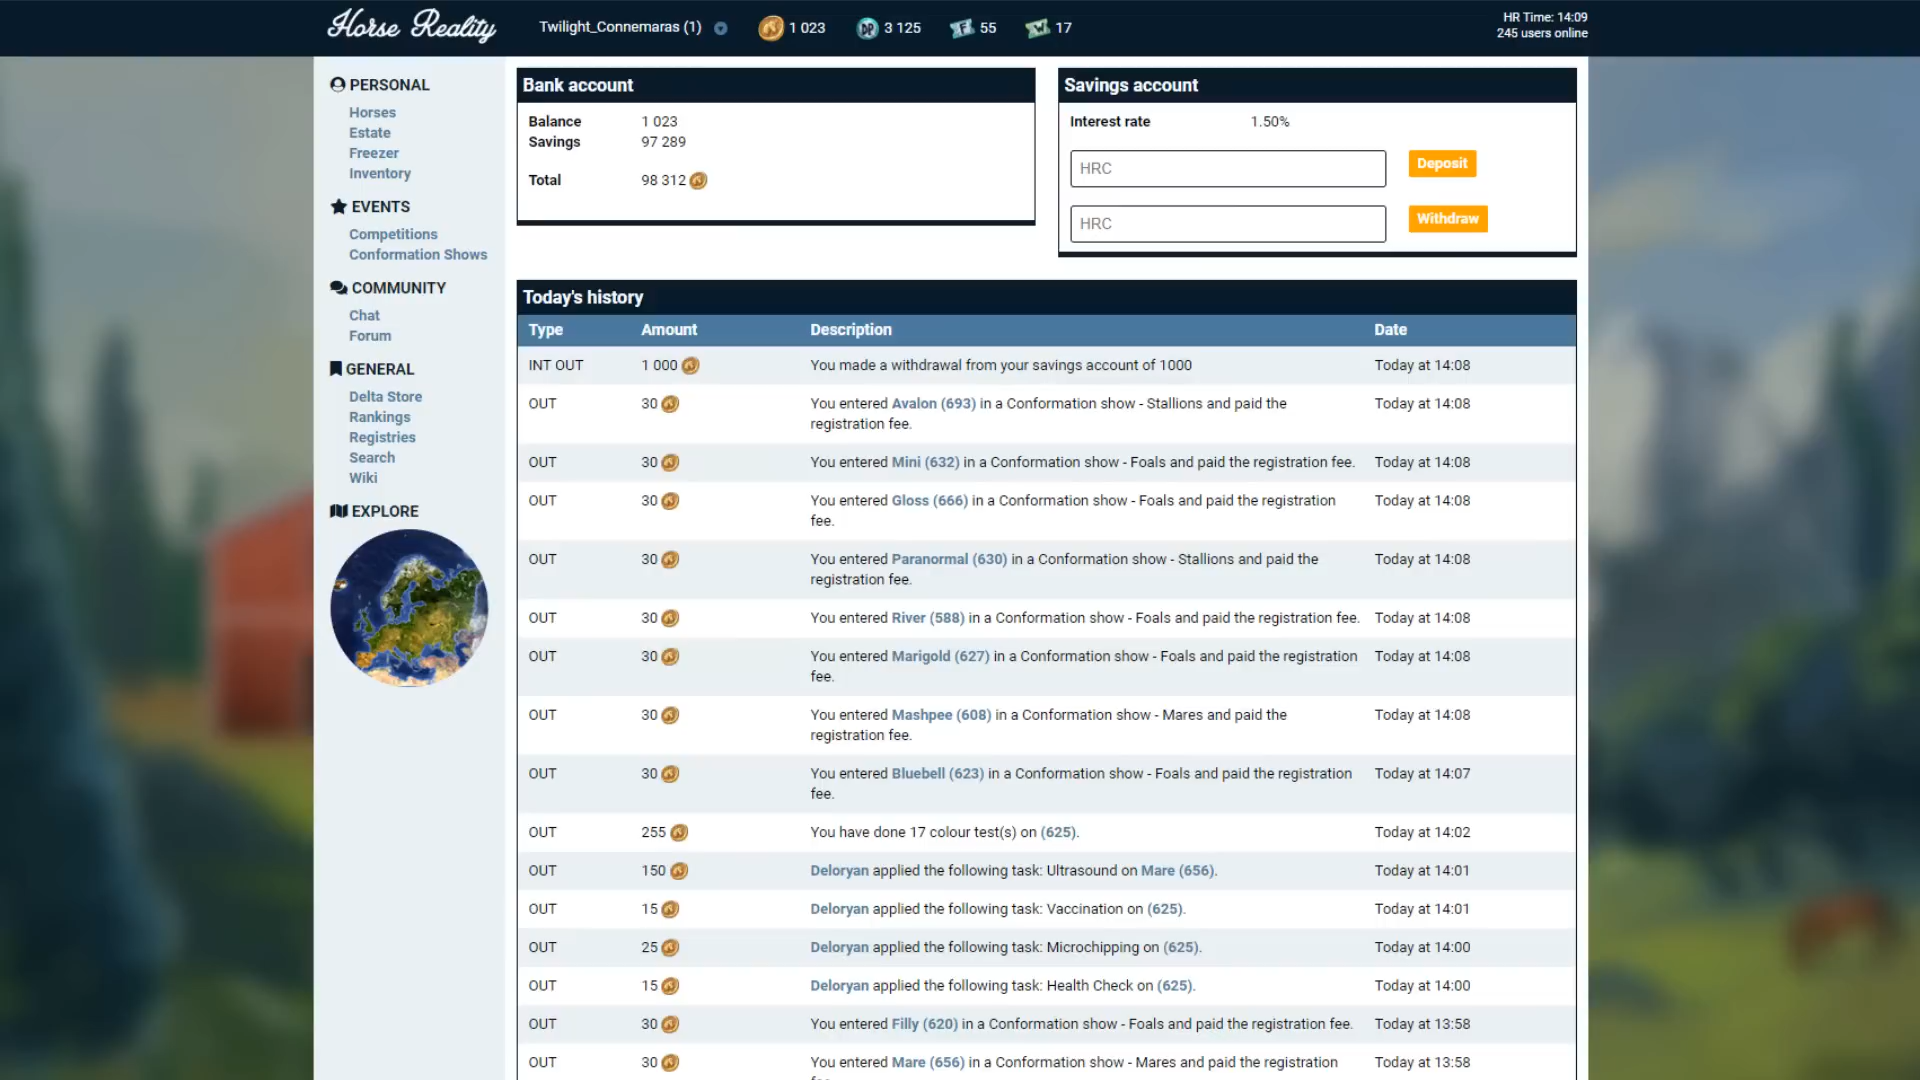 Horse Reality
Twilight_Connemaras (1)
1 023
3 125
55
17
HR Time: 14:09
245 users online
PERSONAL
Horses
Estate
Freezer
Inventory
EVENTS
Competitions
Conformation Shows
COMMUNITY
Chat
Forum
GENERAL
Delta Store
Rankings
Registries
Search
Wiki
EXPLORE
Bank account
Balance 1 023
Savings 97 289
Total 98 312
Savings account
Interest rate 1.50%
HRC Deposit
HRC Withdraw
Today's history
Type Amount Description Date
INT OUT 1 000 You made a withdrawal from your savings account of 1000 Today at 14:08
OUT 30 You entered Avalon (693) in a Conformation show - Stallions and paid the Today at 14:08
registration fee.
OUT 30 You entered Mini (632) in a Conformation show - Foals and paid the registration fee. Today at 14:08
OUT 30 You entered Gloss (666) in a Conformation show - Foals and paid the registration Today at 14:08
fee.
OUT 30 You entered Paranormal (630) in a Conformation show - Stallions and paid the Today at 14:08
registration fee.
OUT 30 You entered River (588) in a Conformation show - Foals and paid the registration fee. Today at 14:08
OUT 30 You entered Marigold (627) in a Conformation show - Foals and paid the registration Today at 14:08
fee.
OUT 30 You entered Mashpee (608) in a Conformation show - Mares and paid the Today at 14:08
registration fee.
OUT 30 You entered Bluebell (623) in a Conformation show - Foals and paid the registration Today at 14:07
fee.
OUT 255 You have done 17 colour test(s) on (625). Today at 14:02
OUT 150 Deloryan applied the following task: Ultrasound on Mare (656). Today at 14:01
OUT 15 Deloryan applied the following task: Vaccination on (625). Today at 14:01
OUT 25 Deloryan applied the following task: Microchipping on (625). Today at 14:00
OUT 15 Deloryan applied the following task: Health Check on (625). Today at 14:00
OUT 30 You entered Filly (620) in a Conformation show - Foals and paid the registration fee. Today at 13:58
OUT 30 You entered Mare (656) in a Conformation show - Mares and paid the registration Today at 13:58